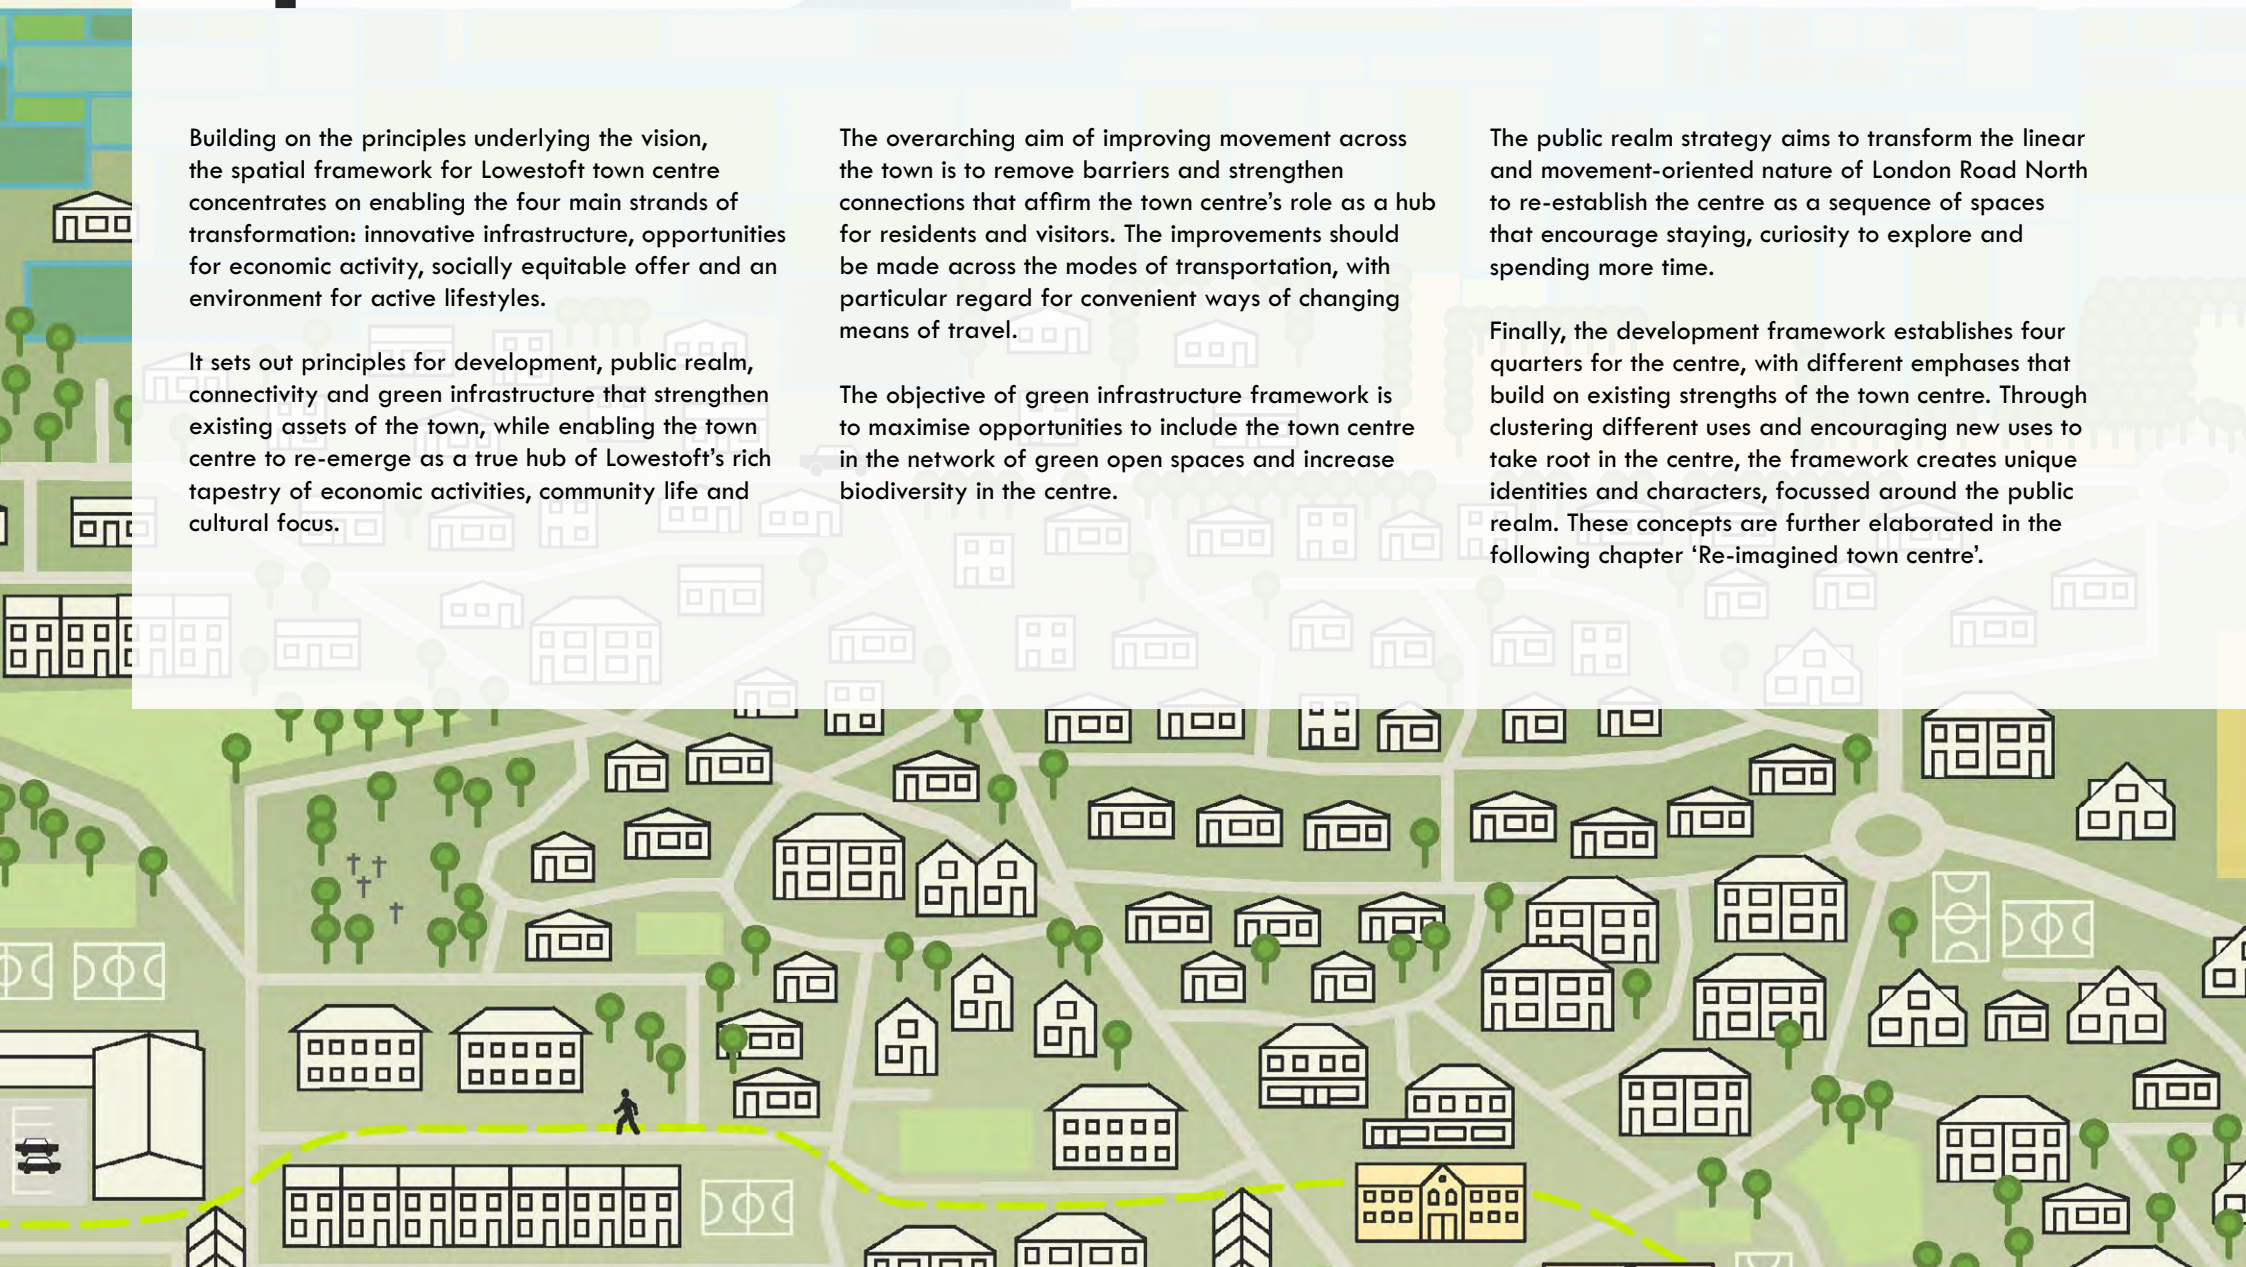 Building on the principles underlying the vision,
the spatial framework for Lowestoft town centre
concentrates on enabling the four main strands of
transformation: innovative infrastructure, opportunities
for economic activity, socially equitable offer and an
environment for active lifestyles.
It sets out principles for development, public realm,
connectivity and green infrastructure that strengthen
existing assets of the town, while enabling the town
centre to re-emerge as a true hub of Lowestoft’s rich
tapestry of economic activities, community life and
cultural focus.
The overarching aim of improving movement across
the town is to remove barriers and strengthen
connections that affirm the town centre’s role as a hub
for residents and visitors. The improvements should
be made across the modes of transportation, with
particular regard for convenient ways of changing
means of travel.
The objective of green infrastructure framework is
to maximise opportunities to include the town centre
in the network of green open spaces and increase
biodiversity in the centre.
The public realm strategy aims to transform the linear
and movement-oriented nature of London Road North
to re-establish the centre as a sequence of spaces
that encourage staying, curiosity to explore and
spending more time.
Finally, the development framework establishes four
quarters for the centre, with different emphases that
build on existing strengths of the town centre. Through
clustering different uses and encouraging new uses to
take root in the centre, the framework creates unique
identities and characters, focussed around the public
realm. These concepts are further elaborated in the
following chapter ‘Re-imagined town centre’.